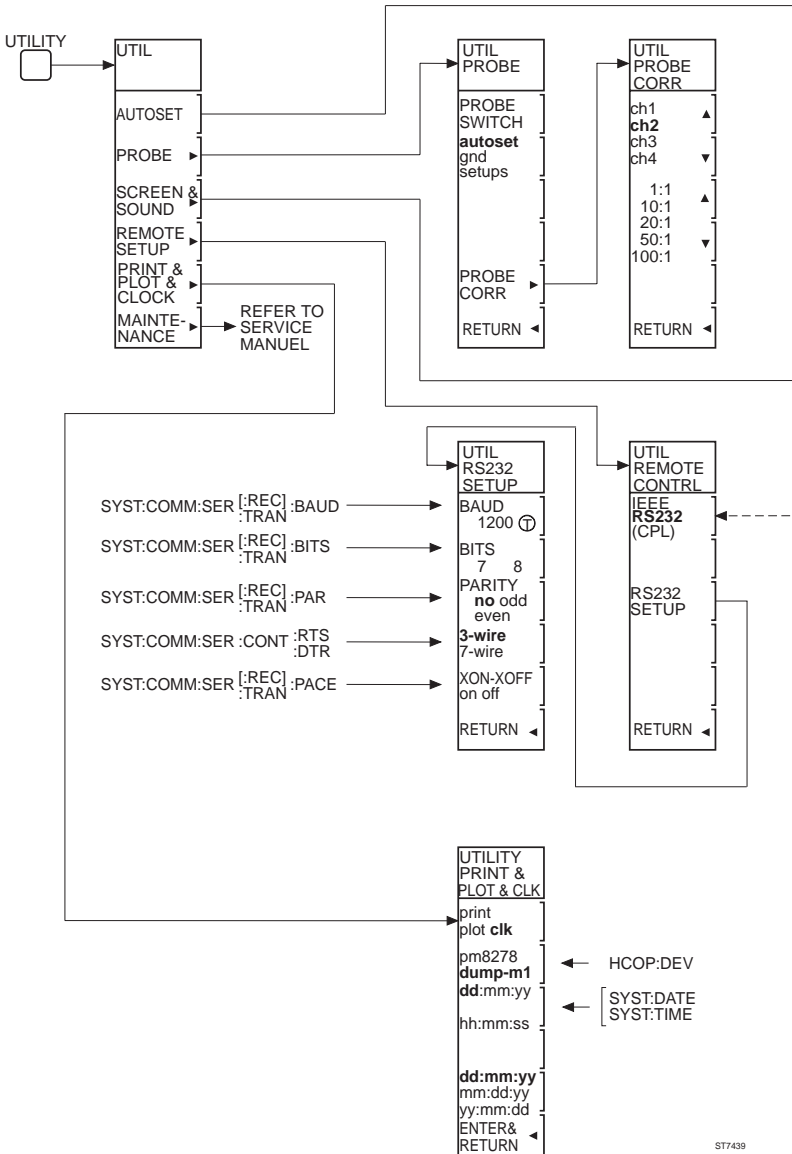 UTILITY
UTIL
AUTOSET
PROBE
SCREEN &
SOUND
REMOTE
SETUP
PRINT &
PLOT &
CLOCK
MAINTE-
NANCE
REFER TO
SERVICE
MANUEL
UTIL
PROBE
PROBE
SWITCH
autoset
gnd
setups
PROBE
CORR
RETURN
UTIL
PROBE
CORR
ch1
ch2
ch3
ch4
1:1
10:1
20:1
50:1
100:1
RETURN
SYST:COMM:SER [:REC] :BAUD
:TRAN
SYST:COMM:SER [:REC] :BITS
:TRAN
SYST:COMM:SER [:REC] :PAR
:TRAN
SYST:COMM:SER :CONT :RTS
:DTR
SYST:COMM:SER [:REC] :PACE
:TRAN
UTIL
RS232
SETUP
BAUD
1200 T
BITS
7 8
PARITY
no odd
even
3-wire
7-wire
XON-XOFF
on off
RETURN
UTIL
REMOTE
CONTRL
IEEE
RS232
(CPL)
RS232
SETUP
RETURN
UTILITY
PRINT &
PLOT & CLK
print
plot clk
pm8278
dump-m1
dd:mm:yy
hh:mm:ss
dd:mm:yy
mm:dd:yy
yy:mm:dd
ENTER&
RETURN
HCOP:DEV
SYST:DATE
SYST:TIME
ST7439